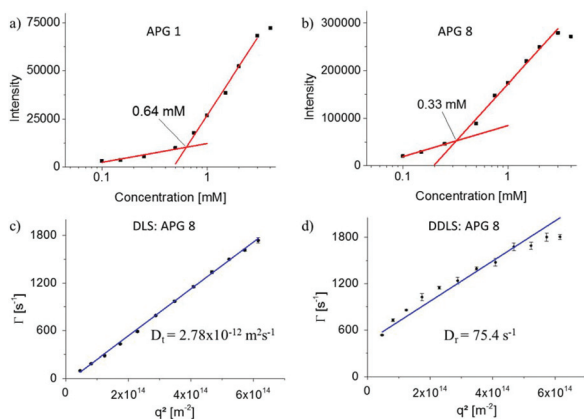 a)
APG 1
75000
50000
25000
0
Intensity
0.64 mM
0.1
1
Concentration [mM]
b)
APG 8
300000
200000
100000
0
Intensity
0.33 mM
0.1
1
Concentration [mM]
c)
DLS: APG 8
1800
1200
600
0
Γ
[s⁻¹]
Dt = 2.78x10⁻¹² m²s⁻¹
0
2x10¹⁴
4x10¹⁴
6x10¹⁴
q² [m⁻²]
d)
DDLS: APG 8
1800
1200
600
0
Γ
[s⁻¹]
Dr = 75.4 s⁻¹
0
2x10¹⁴
4x10¹⁴
6x10¹⁴
q² [m⁻²]